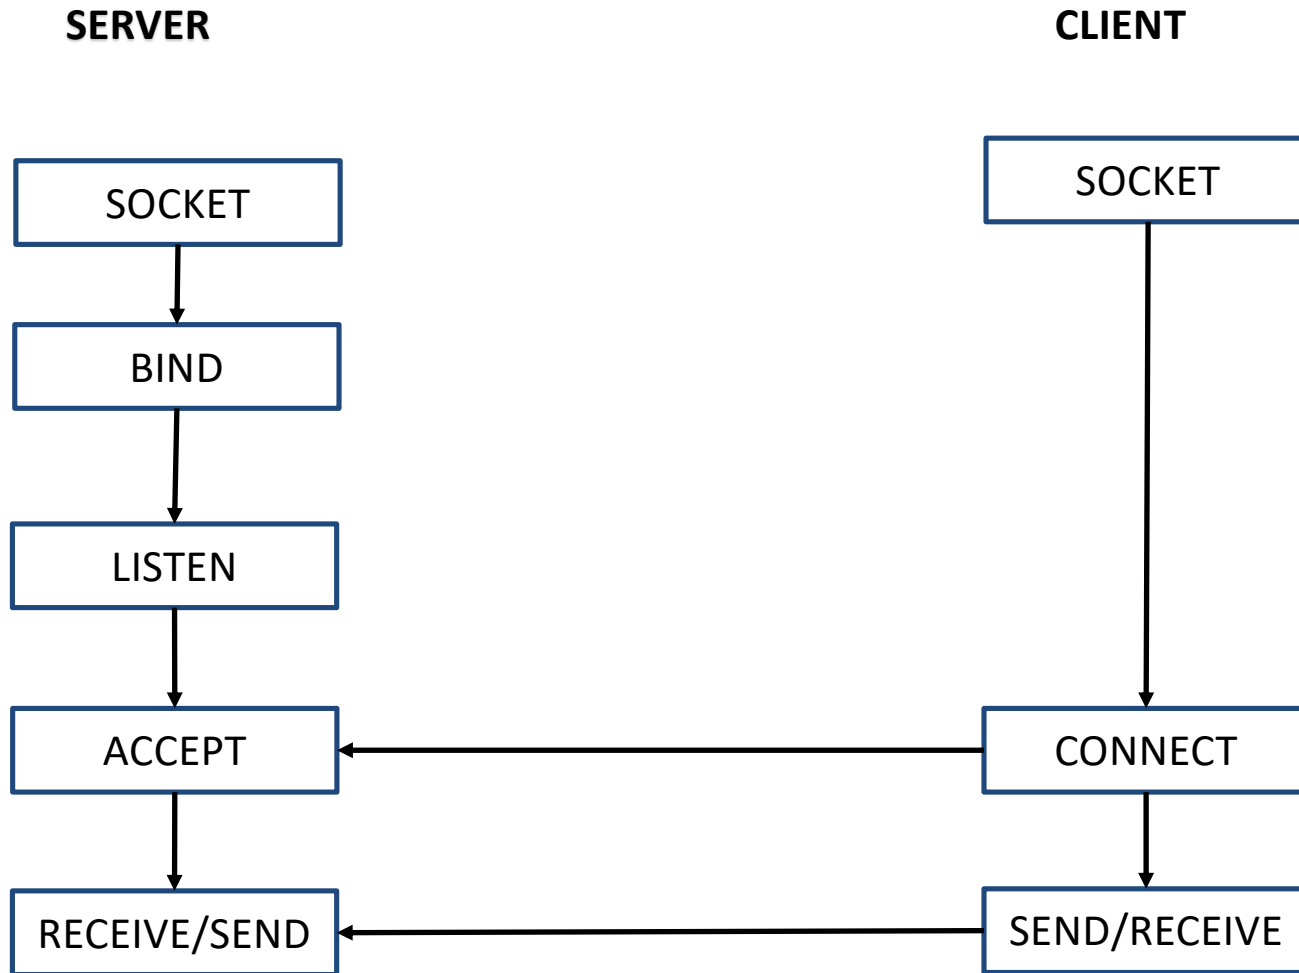 SERVER
CLIENT
SOCKET
SOCKET
BIND
LISTEN
ACCEPT
CONNECT
RECEIVE/SEND
SEND/RECEIVE